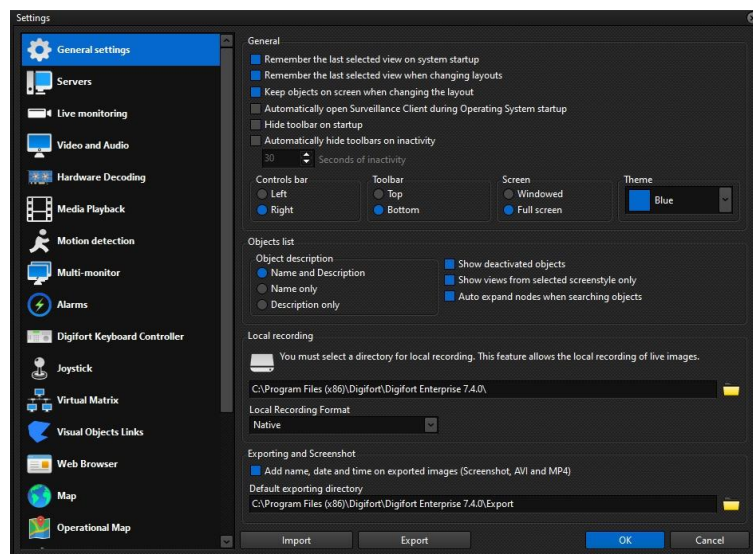 Settings
General settings
Servers
Live monitoring
Video and Audio
Hardware Decoding
Media Playback
Motion detection
Multi-monitor
Alarms
Digifort Keyboard Controller
Joystick
Virtual Matrix
Visual Objects Links
Web Browser
Map
Operational Map
General
Remember the last selected view on system startup
Remember the last selected view when changing layouts
Keep objects on screen when changing the layout
Automatically open Surveillance Client during Operating System startup
Hide toolbar on startup
Automatically hide toolbars on inactivity
30 Seconds of inactivity
Controls bar
Left
Right
Toolbar
Top
Bottom
Screen
Windowed
Full screen
Theme
Blue
Objects list
Object description
Name and Description
Name only
Description only
Show deactivated objects
Show views from selected screenstyle only
Auto expand nodes when searching objects
Local recording
You must select a directory for local recording. This feature allows the local recording of live images.
C:\Program Files (x86)\Digifort\Digifort Enterprise 7.4.0\
Local Recording Format
Native
Exporting and Screenshot
Add name, date and time on exported images (Screenshot, AVI and MP4)
Default exporting directory
C:\Program Files (x86)\Digifort\Digifort Enterprise 7.4.0\Export
Import
Export
OK
Cancel